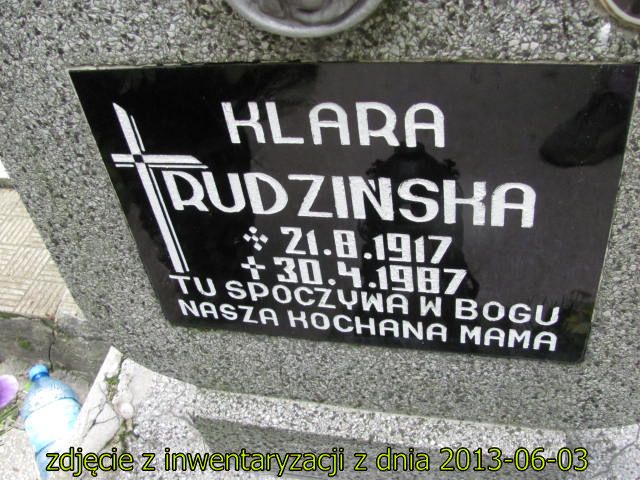 KLARA
RUDZIŃSKA
21.8.1917
+ 30.4.1987
TU SPOCZYWA W BOGU
NASZA KOCHANA MAMA
zdjęcie z inwentaryzacji z dnia 2013-06-03